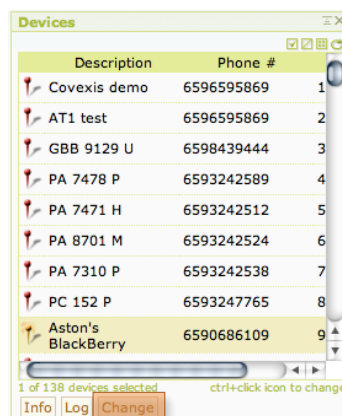 Devices
Description Phone #
Covexis demo 6596595869 1
AT1 test 6596595869 2
GBB 9129 U 6598439444 3
PA 7478 P 6593242589 4
PA 7471 H 6593242512 5
PA 8701 M 6593242524 6
PA 7310 P 6593242538 7
PC 152 P 6593247765 8
Aston's
BlackBerry 6590686109 9
1 of 138 devices selected ctrl+click icon to change
Info Log Change